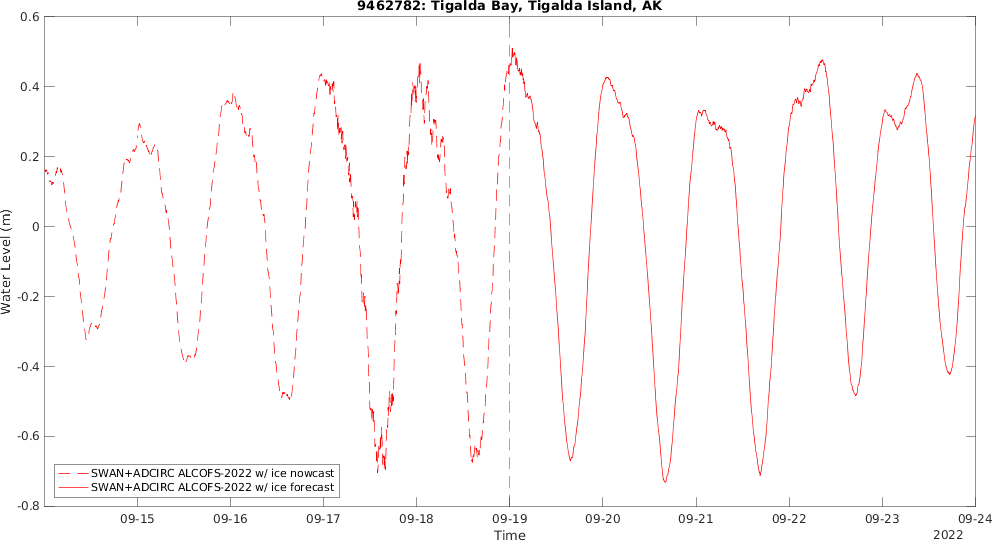 9462782: Tigalda Bay, Tigalda Island, AK
0.6
0.4
0.2
0
-0.2
-0.4
-0.6
-0.8
Water Level (m)
SWAN+ADCIRC ALCOFS-2022 w/ ice nowcast
SWAN+ADCIRC ALCOFS-2022 w/ ice forecast
09-15 09-16 09-17 09-18 09-19 09-20 09-21 09-22 09-23 09-24
Time
2022